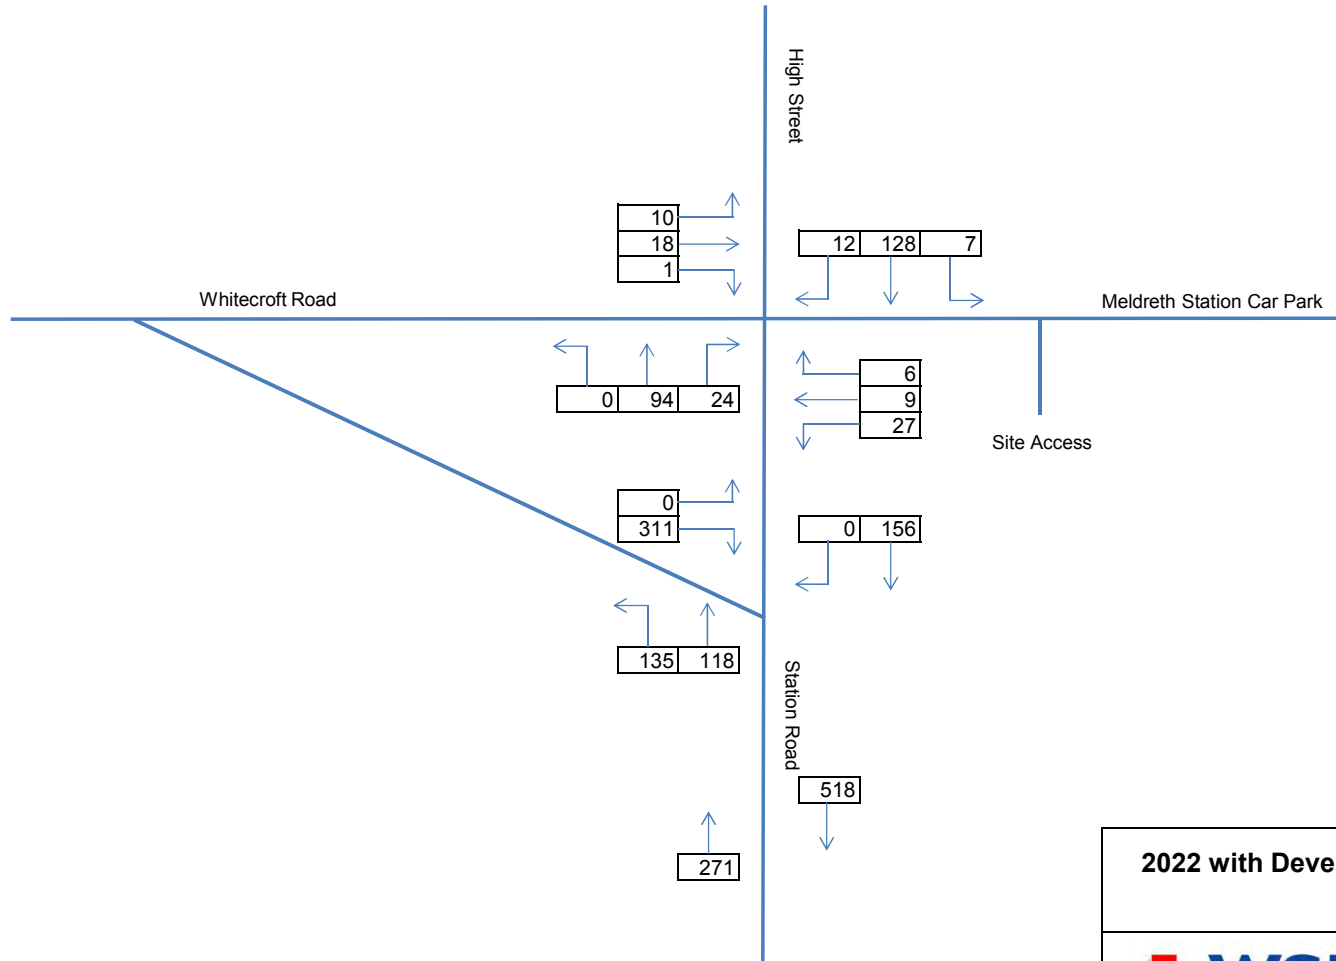 High Street
10
18
1
12 128 7
Whitecroft Road
Meldreth Station Car Park
0 94 24
6
9
27
Site Access
0
311
0 156
135 118
Station Road
518
271
2022 with Deve